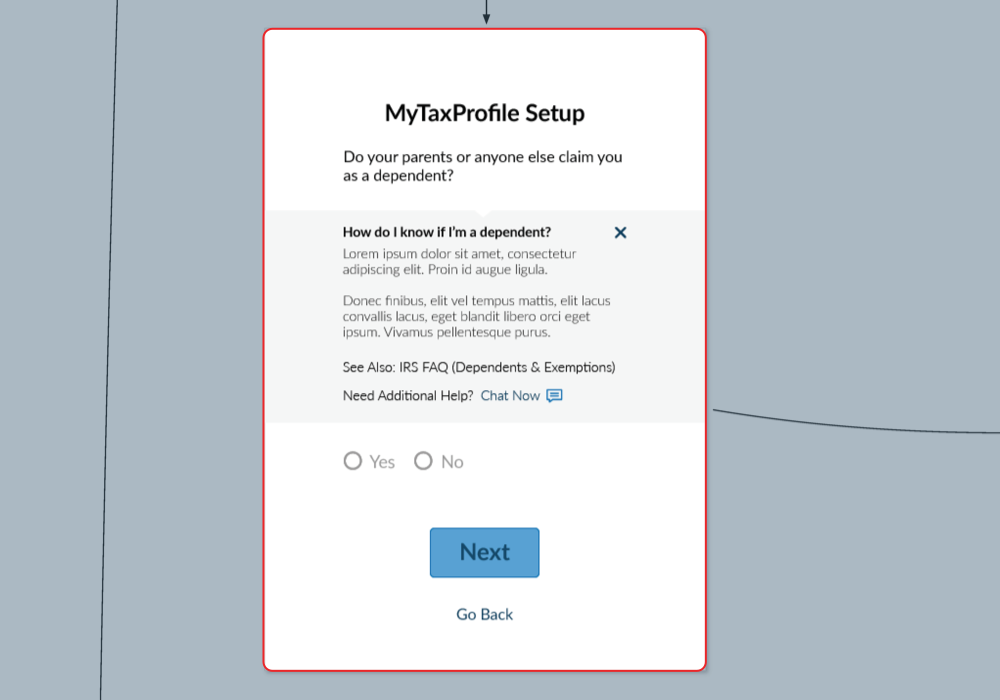 MyTaxProfile Setup
Do your parents or anyone else claim you
as a dependent?
How do I know if I'm a dependent?
Lorem ipsum dolor sit amet, consectetur
adipiscing elit. Proin id augue ligula.
Donec finibus, elit vel tempus mattis, elit lacus
convallis lacus, eget blandit libero orci eget
ipsum. Vivamus pellentesque purus.
See Also: IRS FAQ (Dependents & Exemptions)
Need Additional Help? Chat Now
Yes No
Next
Go Back